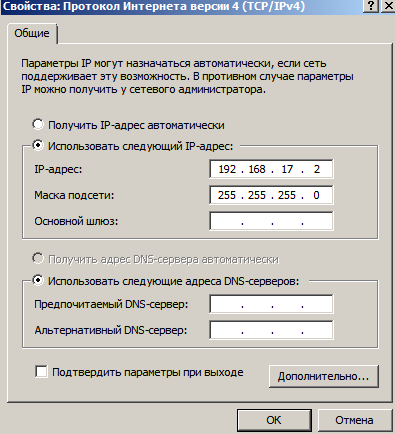 Свойства: Протокол Интернета версии 4 (TCP/IPv4)
Общие
Параметры IP могут назначаться автоматически, если сеть
поддерживает эту возможность. В противном случае параметры
IP можно получить у сетевого администратора.
Получить IP-адрес автоматически
Использовать следующий IP-адрес:
IP-адрес: 192 . 168 . 17 . 2
Маска подсети: 255 . 255 . 255 . 0
Основной шлюз: . . .
Получить адрес DNS-сервера автоматически
Использовать следующие адреса DNS-серверов:
Предпочитаемый DNS-сервер: . . .
Альтернативный DNS-сервер: . . .
Подтвердить параметры при выходе
Дополнительно...
OK Отмена